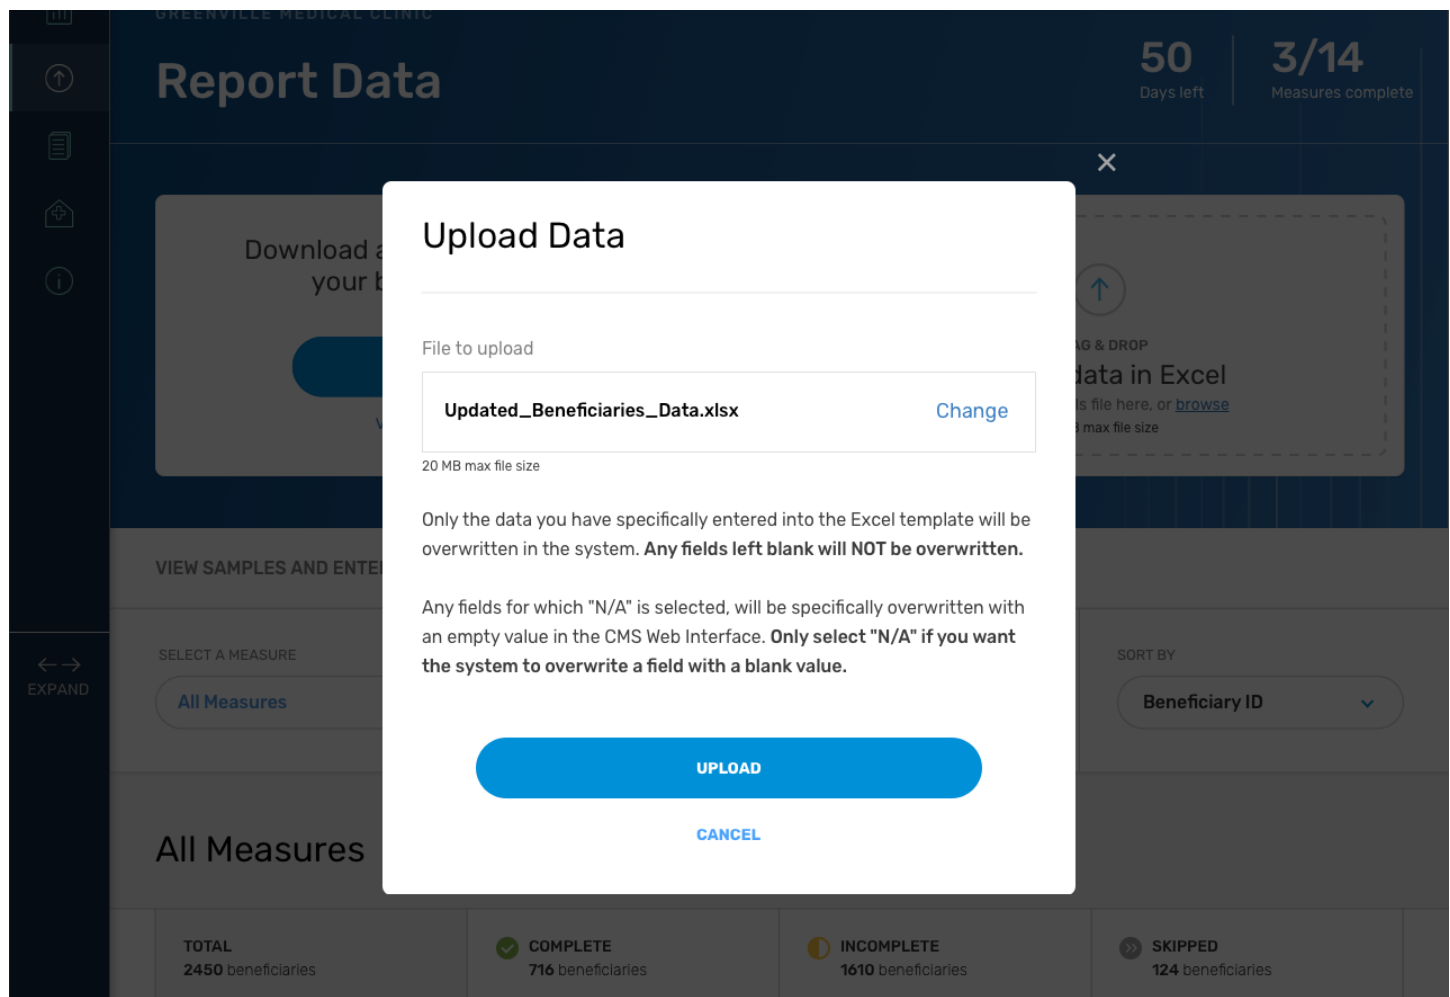 GREENVILLE MEDICAL CLINIC
Report Data
50
Days left
3/14
Measures complete
Download
your
Upload Data
File to upload
Updated_Beneficiaries_Data.xlsx
Change
20 MB max file size
Only the data you have specifically entered into the Excel template will be
overwritten in the system. Any fields left blank will NOT be overwritten.
Any fields for which "N/A" is selected, will be specifically overwritten with
an empty value in the CMS Web Interface. Only select "N/A" if you want
the system to overwrite a field with a blank value.
UPLOAD
CANCEL
& DROP
data in Excel
file here, or browse
max file size
VIEW SAMPLES AND ENTE
EXPAND
SELECT A MEASURE
All Measures
SORT BY
Beneficiary ID
All Measures
TOTAL
2450 beneficiaries
COMPLETE
716 beneficiaries
INCOMPLETE
1610 beneficiaries
SKIPPED
124 beneficiaries